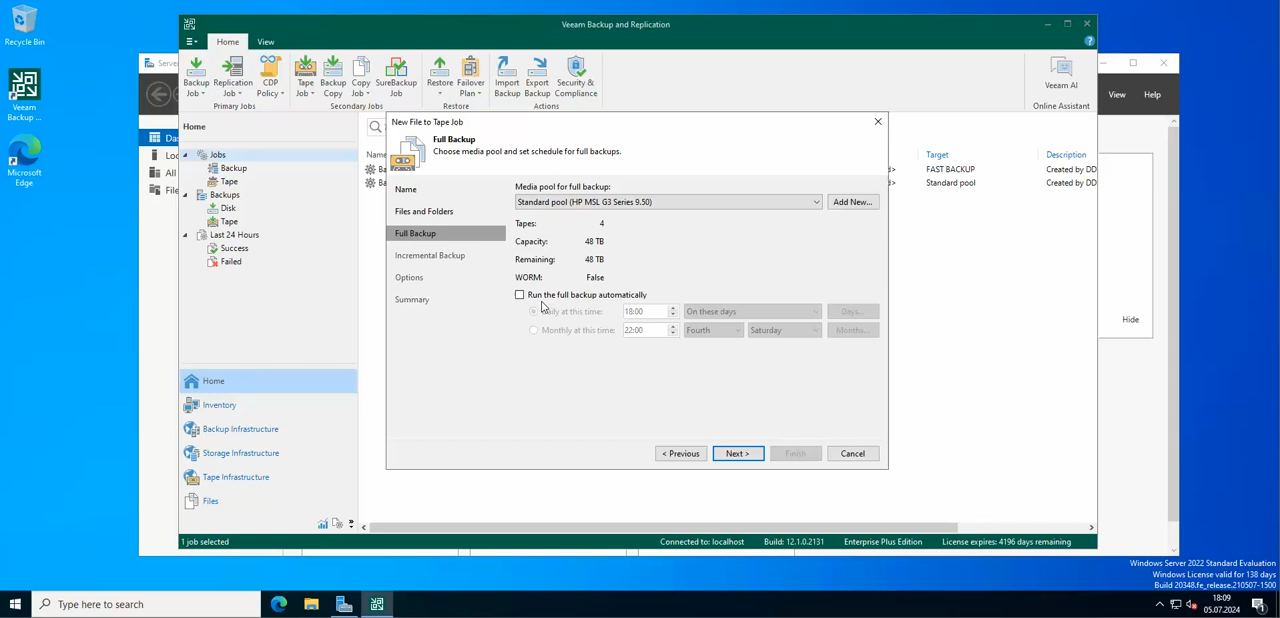 Recycle Bin
Veeam
Backup ...
Microsoft
Edge
Veeam Backup and Replication
Home
View
Backup
Job
Replication
Job
CDP
Policy
Primary Jobs
Tape
Job
Backup
Copy
Copy
Job
SureBackup
Job
Secondary Jobs
Restore
Failover
Plan
Restore
Import
Backup
Export
Backup
Security &
Compliance
Actions
Veeam AI
Online Assistant
View
Help
Home
Jobs
Backup
Tape
Backups
Disk
Tape
Last 24 Hours
Success
Failed
Home
Inventory
Backup Infrastructure
Storage Infrastructure
Tape Infrastructure
Files
1 job selected
Connected to: localhost
Build: 12.1.0.2131
Enterprise Plus Edition
License expires: 4196 days remaining
Target
Description
FAST BACKUP
Created by DD
Standard pool
Created by DD
Hide
New File to Tape Job
Full Backup
Choose media pool and set schedule for full backups.
Name
Files and Folders
Full Backup
Incremental Backup
Options
Summary
Media pool for full backup:
Standard pool (HP MSL G3 Series 9.50)
Add New...
Tapes: 4
Capacity: 48 TB
Remaining: 48 TB
WORM: False
Run the full backup automatically
at this time: 18:00 On these days Days...
Monthly at this time: 22:00 Fourth Saturday Months...
< Previous
Next >
Finish
Cancel
Windows Server 2022 Standard Evaluation
Windows License valid for 138 days
Build 20348.fe_release.210507-1500
Type here to search
18:09
05.07.2024